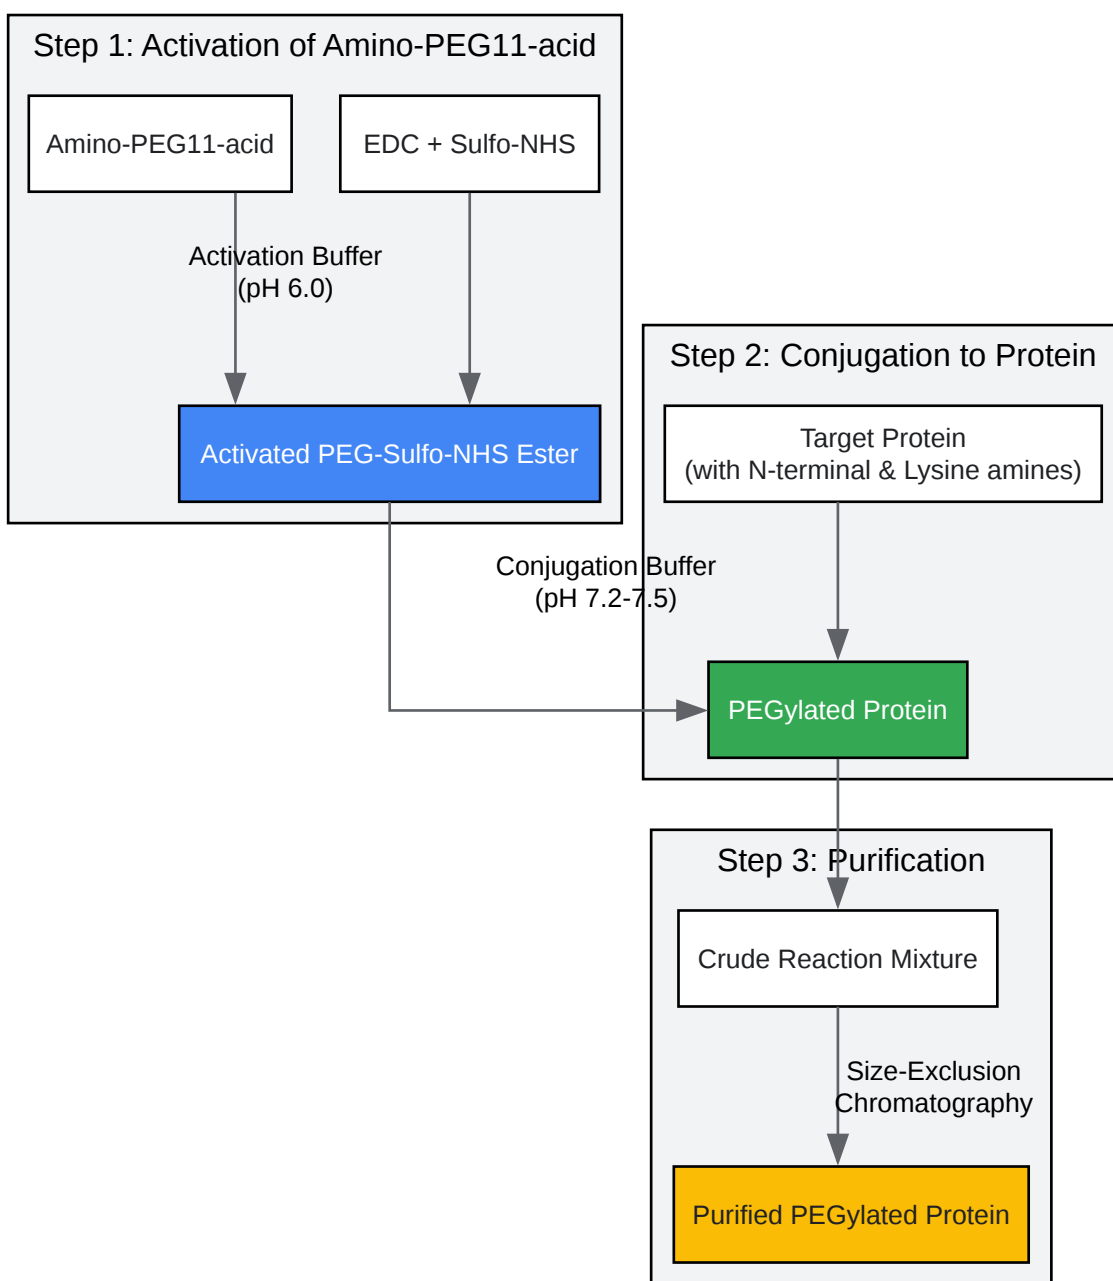 Step 1: Activation of Amino-PEG11-acid
Amino-PEG11-acid
EDC + Sulfo-NHS
Activation Buffer
(pH 6.0)
Activated PEG-Sulfo-NHS Ester
Step 2: Conjugation to Protein
Target Protein
(with N-terminal & Lysine amines)
Conjugation Buffer
(pH 7.2-7.5)
PEGylated Protein
Step 3: Purification
Crude Reaction Mixture
Size-Exclusion
Chromatography
Purified PEGylated Protein